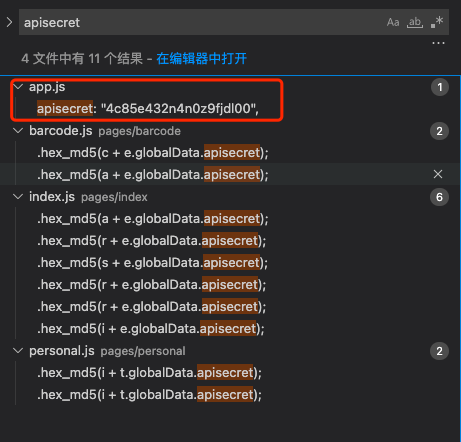 apisecret
Aa ab .*
4 文件中有 11 个结果 - 在编辑器中打开
app.js 1
apisecret: "4c85e432n4n0z9fjdl00",
barcode.js pages/barcode 2
.hex_md5(c + e.globalData.apisecret);
.hex_md5(a + e.globalData.apisecret);
index.js pages/index 6
.hex_md5(a + e.globalData.apisecret);
.hex_md5(r + e.globalData.apisecret);
.hex_md5(s + e.globalData.apisecret);
.hex_md5(r + e.globalData.apisecret);
.hex_md5(r + e.globalData.apisecret);
.hex_md5(i + e.globalData.apisecret);
personal.js pages/personal 2
.hex_md5(i + t.globalData.apisecret);
.hex_md5(i + t.globalData.apisecret);